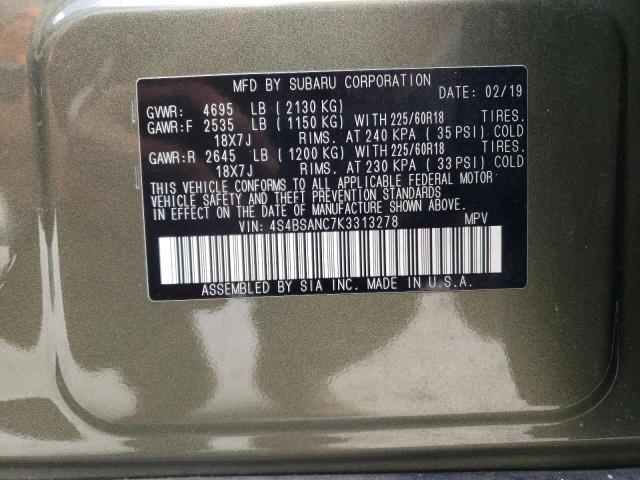 MFD BY SUBARU CORPORATION
DATE: 02/19
GVWR: 4695 LB ( 2130 KG)
GAWR:F 2535 LB ( 1150 KG) WITH 225/60R18 TIRES.
18X7J RIMS. AT 240 KPA ( 35 PSI) COLD
GAWR:R 2645 LB ( 1200 KG) WITH 225/60R18 TIRES.
18X7J RIMS. AT 230 KPA ( 33 PSI) COLD
THIS VEHICLE CONFORMS TO ALL APPLICABLE FEDERAL MOTOR
VEHICLE SAFETY AND THEFT PREVENTION STANDARDS
IN EFFECT ON THE DATE OF MANUFACTURE SHOWN ABOVE.
VIN: 4S4BSANC7K3313278 MPV
ASSEMBLED BY SIA INC. MADE IN U.S.A.